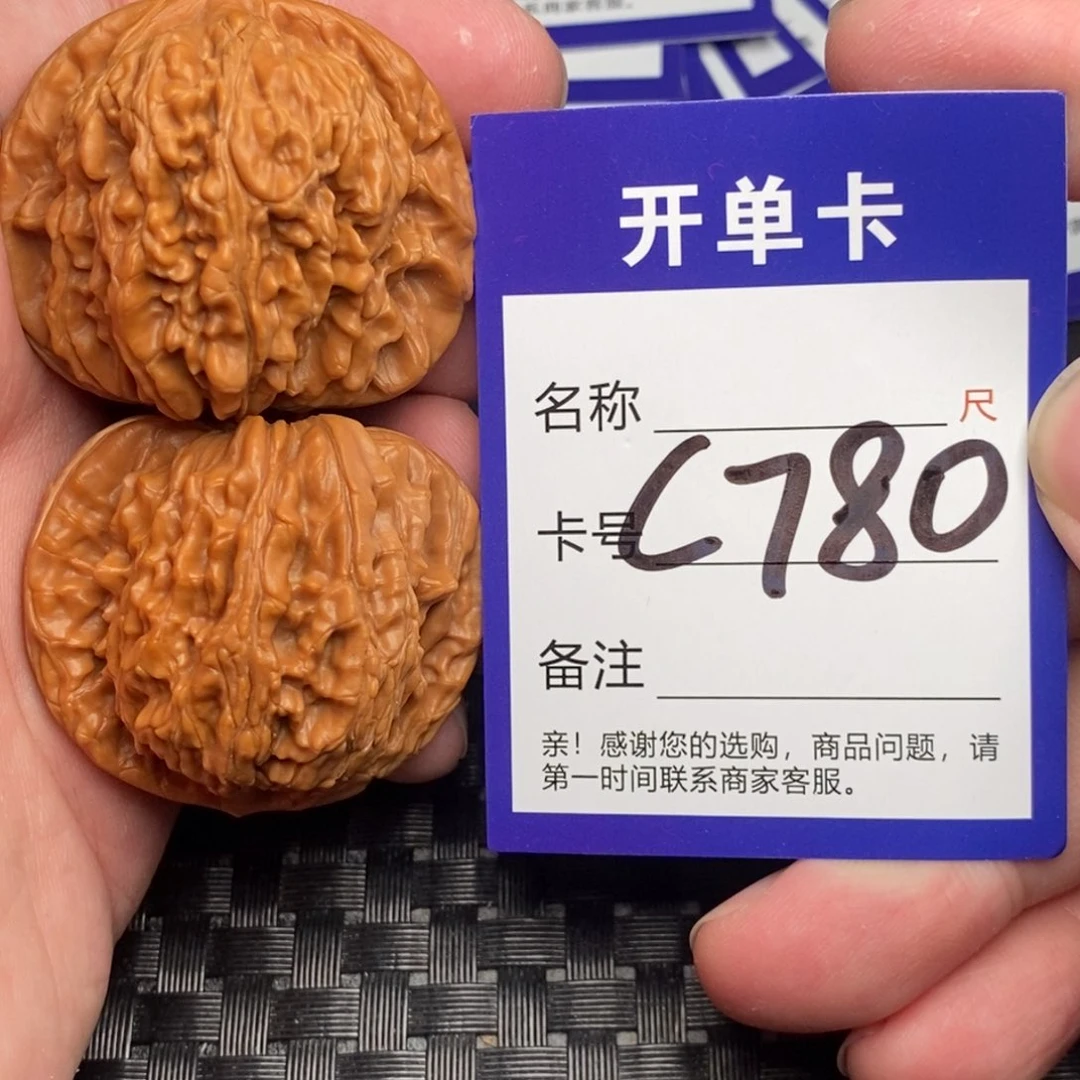 开单卡
名称 尺
卡号 C780
备注
亲！感谢您的选购，商品问题，请
第一时间联系商家客服。